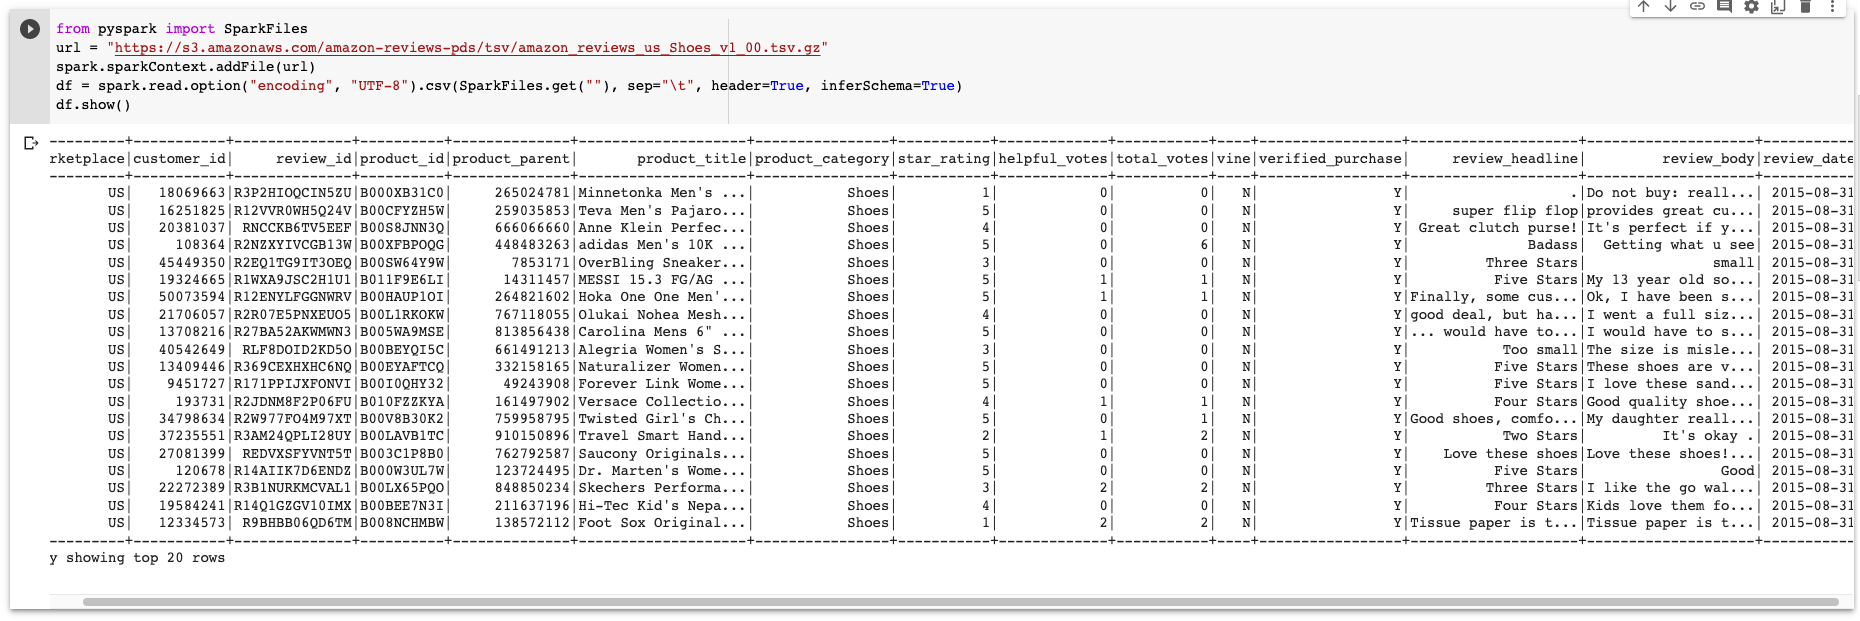 from pyspark import SparkFiles
url = "https://s3.amazonaws.com/amazon-reviews-pds/tsv/amazon_reviews_us_Shoes_v1_00.tsv.gz"
spark.sparkContext.addFile(url)
df = spark.read.option("encoding", "UTF-8").csv(SparkFiles.get(""), sep="\t", header=True, inferSchema=True)
df.show()
---------+-----------+--------------+----------+--------------+--------------------+----------------+-----------+-------------+-----------+----+-----------------+--------------------+--------------------+-----------
rketplace|customer_id|     review_id|product_id|product_parent|       product_title|product_category|star_rating|helpful_votes|total_votes|vine|verified_purchase|     review_headline|         review_body|review_date
---------+-----------+--------------+----------+--------------+--------------------+----------------+-----------+-------------+-----------+----+-----------------+--------------------+--------------------+-----------
       US|   18069663|R3P2HIOQCIN5ZU|B000XB31C0|     265024781|Minnetonka Men's ...|           Shoes|          1|            0|          0|   N|                Y|                   .|Do not buy: reall...| 2015-08-31
       US|   16251825|R12VVR0WH5Q24V|B00CFYZH5W|     259035853|Teva Men's Pajaro...|           Shoes|          5|            0|          0|   N|                Y|     super flip flop|provides great cu...| 2015-08-31
       US|   20381037| RNCCKB6TV5EEF|B00S8JNN3Q|     666066660|Anne Klein Perfec...|           Shoes|          4|            0|          0|   N|                Y| Great clutch purse!|It's perfect if y...| 2015-08-31
       US|     108364|R2NZXYIVCGB13W|B00XFBPOQG|     448483263|adidas Men's 10K ...|           Shoes|          5|            0|          6|   N|                Y|              Badass|  Getting what u see| 2015-08-31
       US|   45449350|R2EQ1TG9IT3OEQ|B00SW64Y9W|       7853171|OverBling Sneaker...|           Shoes|          3|            0|          0|   N|                Y|         Three Stars|               small| 2015-08-31
       US|   19324665|R1WXA9JSC2H1U1|B011F9E6LI|      14311457|MESSI 15.3 FG/AG ...|           Shoes|          5|            1|          1|   N|                Y|          Five Stars|My 13 year old so...| 2015-08-31
       US|   50073594|R12ENYLFGGNWRV|B00HAUP1OI|     264821602|Hoka One One Men'...|           Shoes|          5|            1|          1|   N|                Y|Finally, some cus...|Ok, I have been s...| 2015-08-31
       US|   21706057|R2R07E5PNXEUO5|B00L1RKOKW|     767118055|Olukai Nohea Mesh...|           Shoes|          4|            0|          0|   N|                Y|good deal, but ha...|I went a full siz...| 2015-08-31
       US|   13708216|R27BA52AKWMWN3|B005WA9MSE|     813856438|Carolina Mens 6" ...|           Shoes|          5|            0|          0|   N|                Y|... would have to...|I would have to s...| 2015-08-31
       US|   40542649| RLF8DOID2KD5O|B00BEYQI5C|     661491213|Alegria Women's S...|           Shoes|          3|            0|          0|   N|                Y|           Too small|The size is misle...| 2015-08-31
       US|   13409446|R369CEXHXHC6NQ|B00EYAFTCQ|     332158165|Naturalizer Women...|           Shoes|          5|            0|          0|   N|                Y|          Five Stars|These shoes are v...| 2015-08-31
       US|    9451727|R171PPIJXFONVI|B00I0QHY32|      49243908|Forever Link Wome...|           Shoes|          5|            0|          0|   N|                Y|          Five Stars|I love these sand...| 2015-08-31
       US|     193731|R2JDNM8F2P06FU|B010FZZKYA|     161497902|Versace Collectio...|           Shoes|          4|            1|          1|   N|                Y|          Four Stars|Good quality shoe...| 2015-08-31
       US|   34798634|R2W977FO4M97XT|B00V8B30K2|     759958795|Twisted Girl's Ch...|           Shoes|          5|            0|          1|   N|                Y|Good shoes, comfo...|My daughter reall...| 2015-08-31
       US|   37235551|R3AM24QPLI28UY|B00LAVB1TC|     910150896|Travel Smart Hand...|           Shoes|          2|            1|          2|   N|                Y|           Two Stars|         It's okay .| 2015-08-31
       US|   27081399| REDVXSFYVNT5T|B003C1P8B0|     762792587|Saucony Originals...|           Shoes|          5|            0|          0|   N|                Y|    Love these shoes|Love these shoes!...| 2015-08-31
       US|     120678|R14AIIK7D6ENDZ|B000W3UL7W|     123724495|Dr. Marten's Wome...|           Shoes|          5|            0|          0|   N|                Y|          Five Stars|                Good| 2015-08-31
       US|   22272389|R3B1NURKMCVAL1|B00LX65PQO|     848850234|Skechers Performa...|           Shoes|          3|            2|          2|   N|                Y|         Three Stars|I like the go wal...| 2015-08-31
       US|   19584241|R14Q1GZGV10IMX|B00BEE7N3I|     211637196|Hi-Tec Kid's Nepa...|           Shoes|          4|            0|          0|   N|                Y|          Four Stars|Kids love them fo...| 2015-08-31
       US|   12334573| R9BHBB06QD6TM|B008NCHMBW|     138572112|Foot Sox Original...|           Shoes|          1|            2|          2|   N|                Y|Tissue paper is t...|Tissue paper is t...| 2015-08-31
---------+-----------+--------------+----------+--------------+--------------------+----------------+-----------+-------------+-----------+----+-----------------+--------------------+--------------------+-----------
y showing top 20 rows